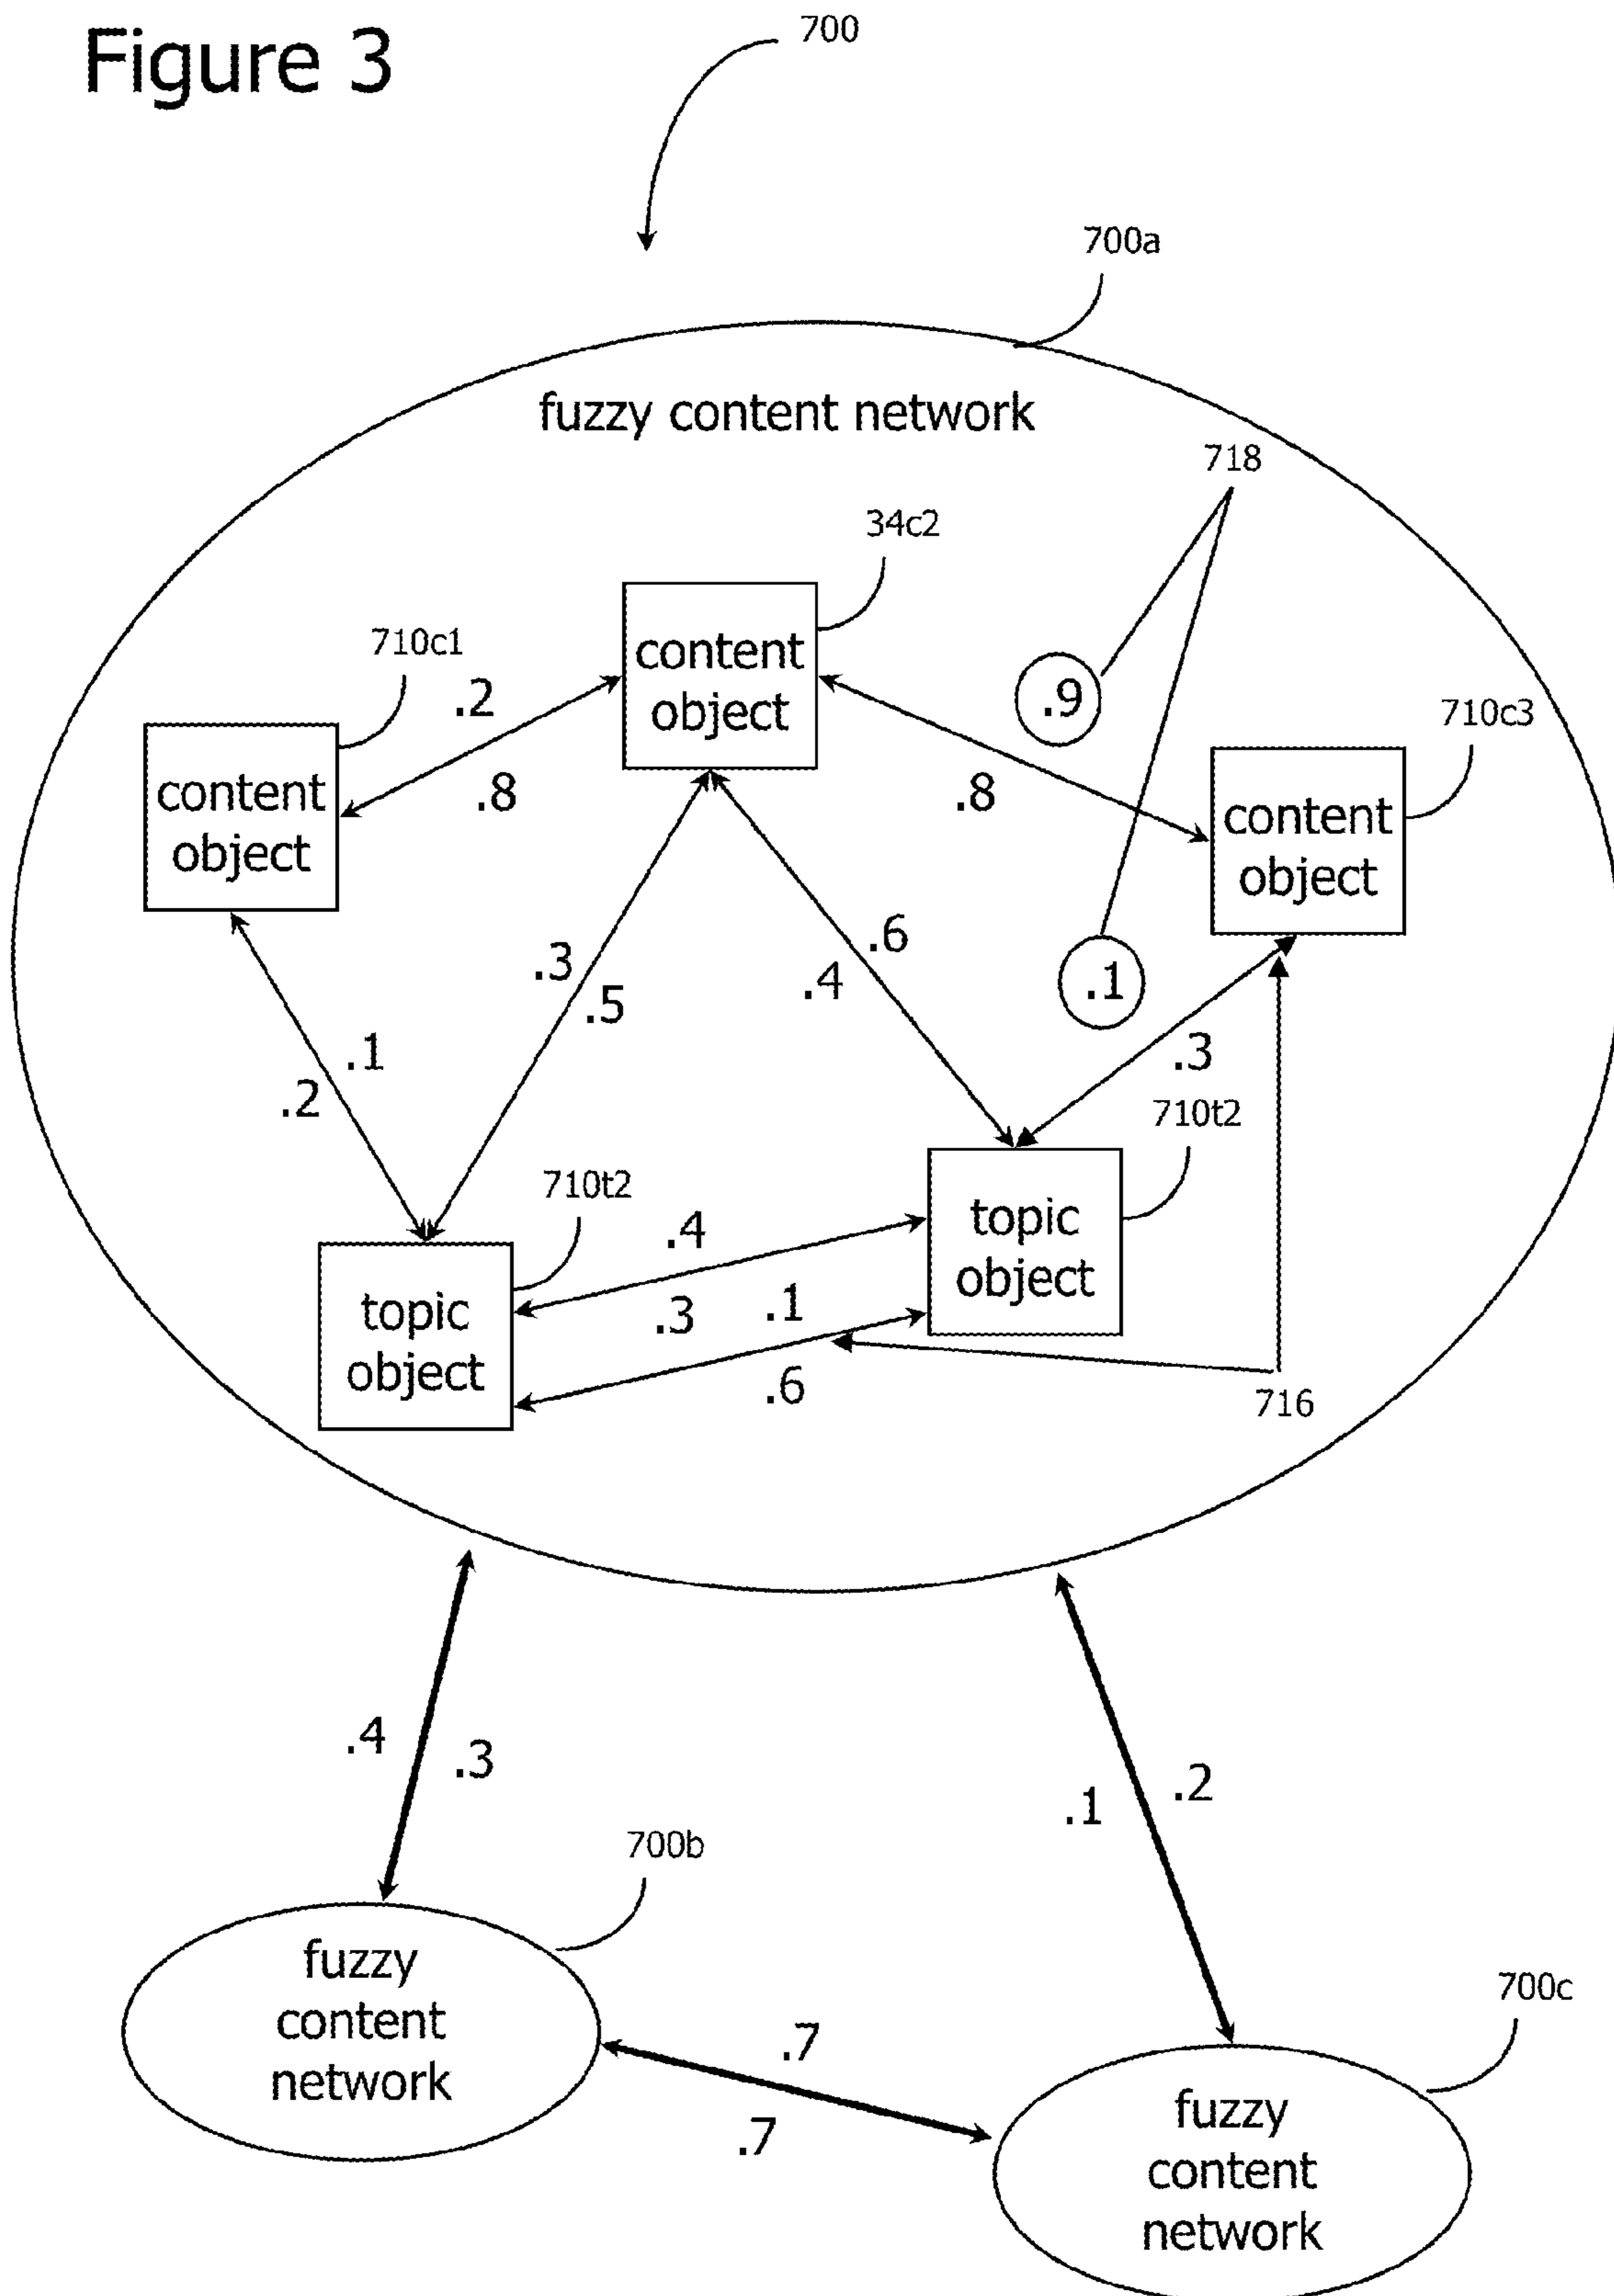 Figure 3
700
700a
fuzzy content network
718
34c2
content
object
710c1
.2
.9
710c3
content
object
.8
.8
content
object
.3
.6
.4
.1
.5
.1
.3
.2
710t2
710t2
topic
object
.4
.3
.1
topic
object
.6
716
.4
.3
.2
.1
700b
fuzzy
content
network
700c
.7
.7
fuzzy
content
network